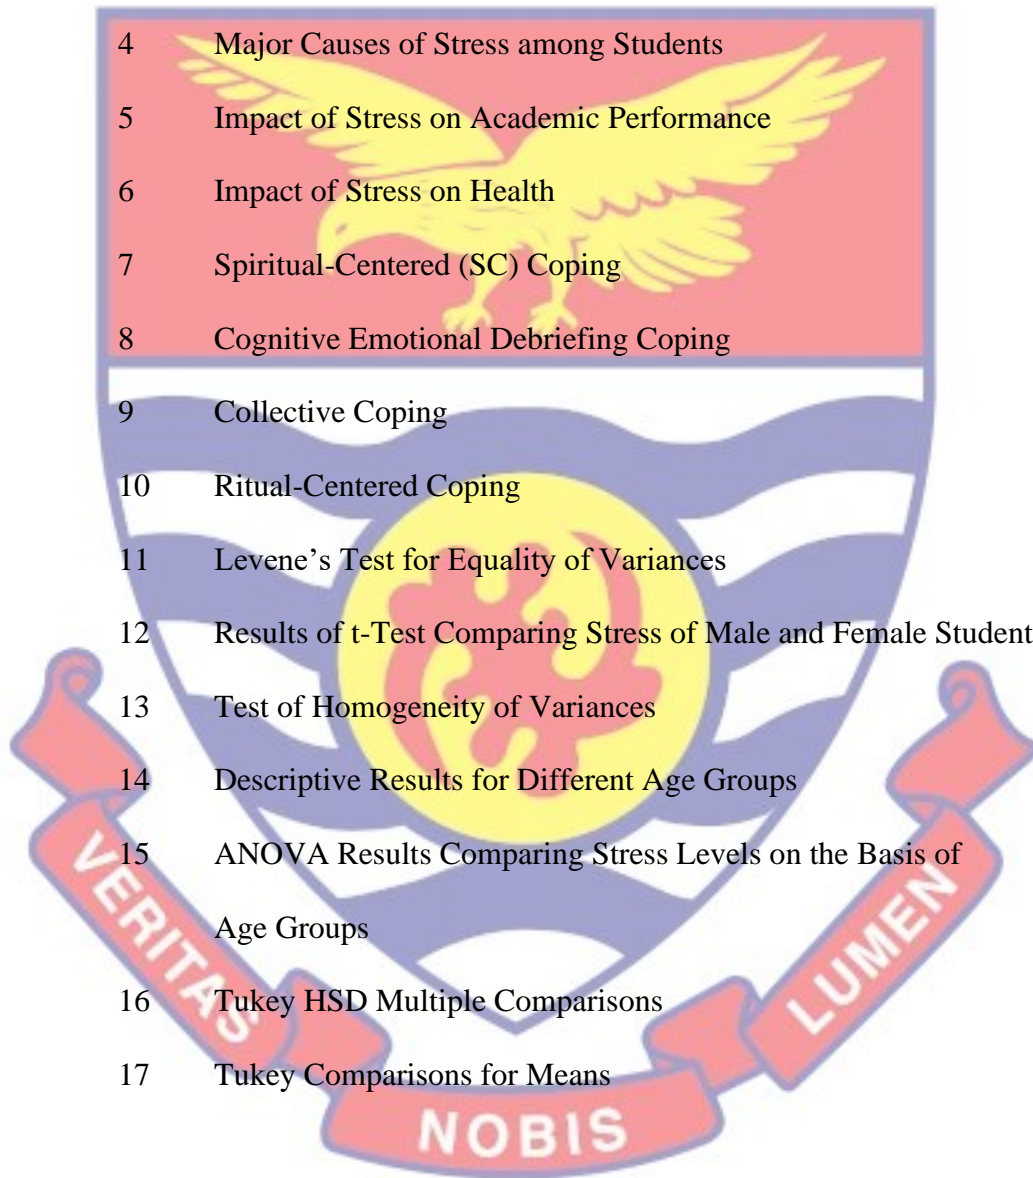 4 Major Causes of Stress among Students
5 Impact of Stress on Academic Performance
6 Impact of Stress on Health
7 Spiritual-Centered (SC) Coping
8 Cognitive Emotional Debriefing Coping
9 Collective Coping
10 Ritual-Centered Coping
11 Levene’s Test for Equality of Variances
12 Results of t-Test Comparing Stress of Male and Female Student
13 Test of Homogeneity of Variances
14 Descriptive Results for Different Age Groups
15 ANOVA Results Comparing Stress Levels on the Basis of
Age Groups
16 Tukey HSD Multiple Comparisons
17 Tukey Comparisons for Means
VERITAS
NOBIS
LUMEN